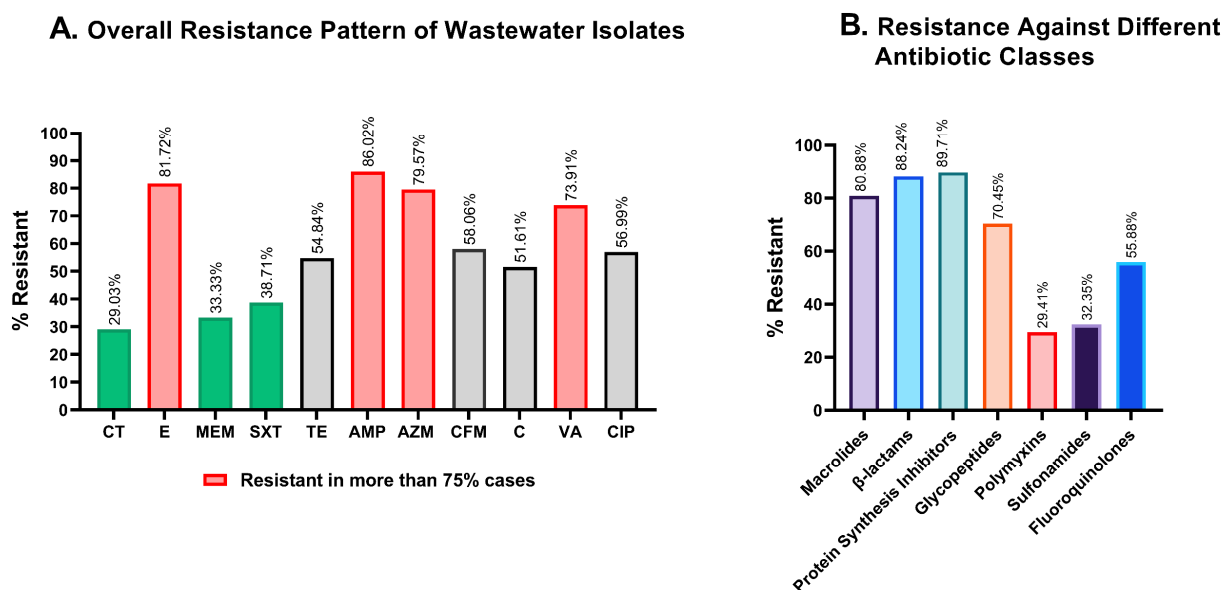 A. Overall Resistance Pattern of Wastewater Isolates
% Resistant
100
90
80
70
60
50
40
30
20
10
0
29.03%
81.72%
33.33%
38.71%
54.84%
86.02%
79.57%
58.06%
51.61%
73.91%
56.99%
CT E MEM SXT TE AMP AZM CFM C VA CIP
Resistant in more than 75% cases
B. Resistance Against Different
Antibiotic Classes
% Resistant
100
80
60
40
20
0
80.88%
88.24%
89.71%
70.45%
29.41%
32.35%
55.88%
Macrolides
β-lactams
Protein Synthesis Inhibitors
Glycopeptides
Polymyxins
Sulfonamides
Fluoroquinolones